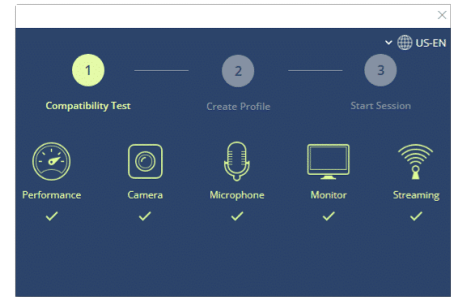 US-EN
1 2 3
Compatibility Test Create Profile Start Session
Performance Camera Microphone Monitor Streaming